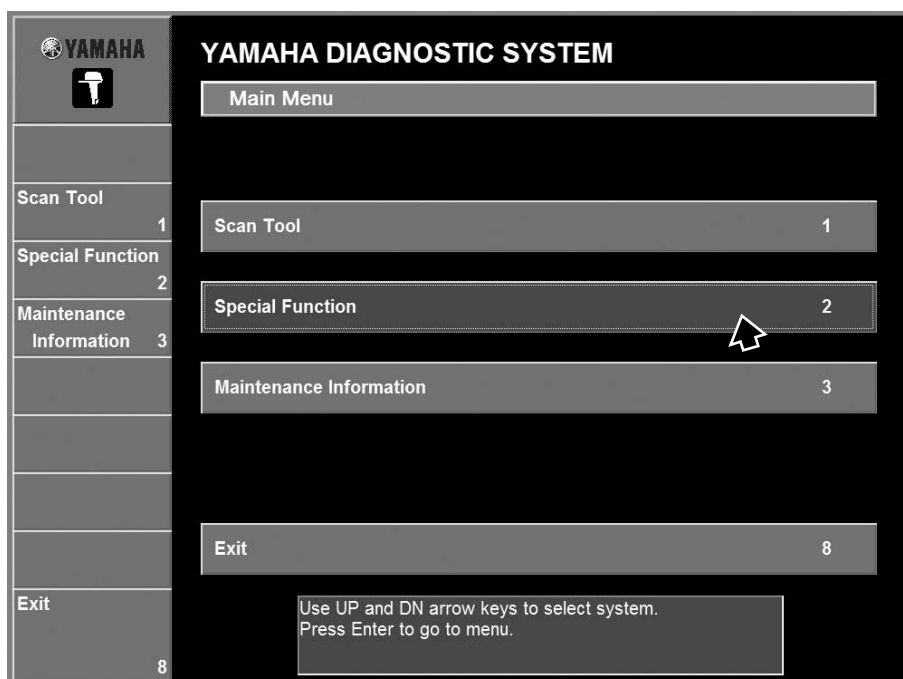 YAMAHA
YAMAHA DIAGNOSTIC SYSTEM
Main Menu
Scan Tool
1
Special Function
2
Maintenance
Information 3
Exit
8
Scan Tool 1
Special Function 2
Maintenance Information 3
Exit 8
Use UP and DN arrow keys to select system.
Press Enter to go to menu.